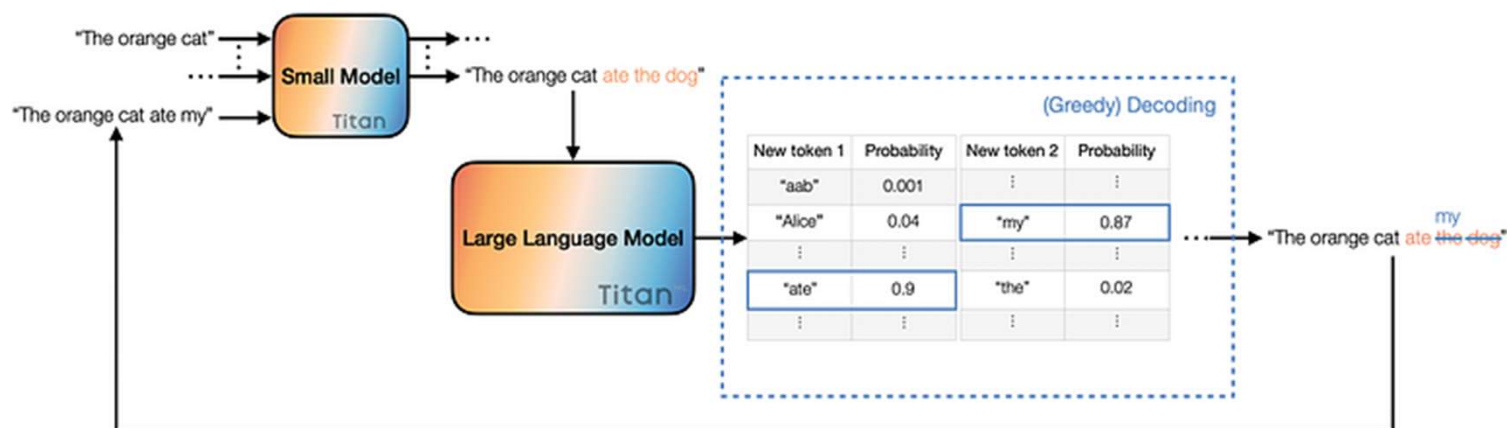 “The orange cat”
“The orange cat ate my”
Small Model
Titan
“The orange cat ate the dog”
Large Language Model
Titan
(Greedy) Decoding
New token 1 Probability New token 2 Probability
“aab” 0.001
“Alice” 0.04 “my” 0.87
“ate” 0.9 “the” 0.02
my
“The orange cat ate the dog”